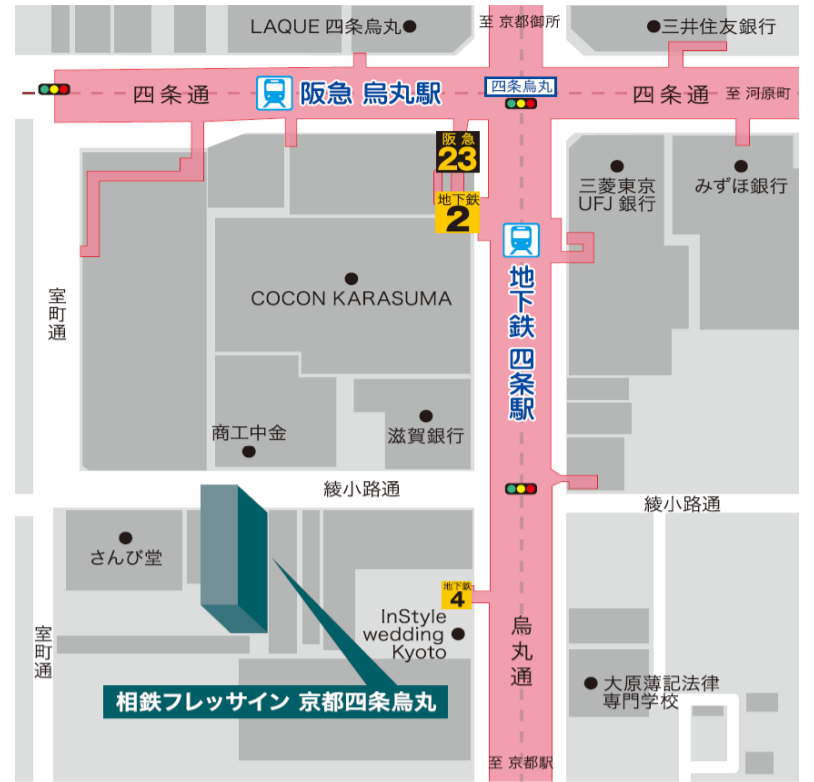 LAQUE 四条烏丸
至 京都御所
三井住友銀行
四条通
阪急 烏丸駅
四条烏丸
四条通
至 河原町
阪急
23
地下鉄
2
三菱東京
UFJ 銀行
みずほ銀行
COCON KARASUMA
室町通
地下鉄 四条駅
商工中金
滋賀銀行
綾小路通
綾小路通
さんび堂
地下鉄
4
InStyle
wedding
Kyoto
烏丸通
室町通
大原簿記法律
専門学校
相鉄フレッサイン 京都四条烏丸
至 京都駅